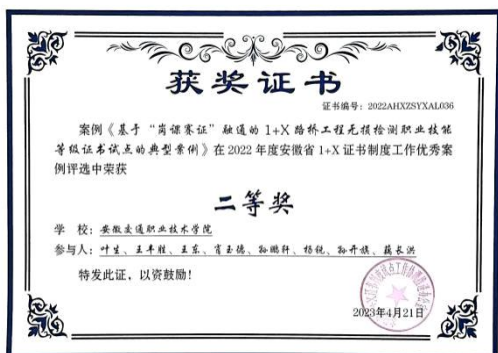 获奖证书
证书编号：2022AHXZSYXAL036
案例《基于“岗课赛证”融通的1+X路桥工程无损检测职业技能
等级证书试点的典型案例》在2022年度安徽省1+X证书制度工作优秀案
例评选中荣获
二等奖
学 校：安徽交通职业技术学院
参与人：叶生、王丰胜、王东、肖玉德、孙鹏轩、杨锐、孙开旗、藕长洪
特发此证，以资鼓励！
2023年4月21日